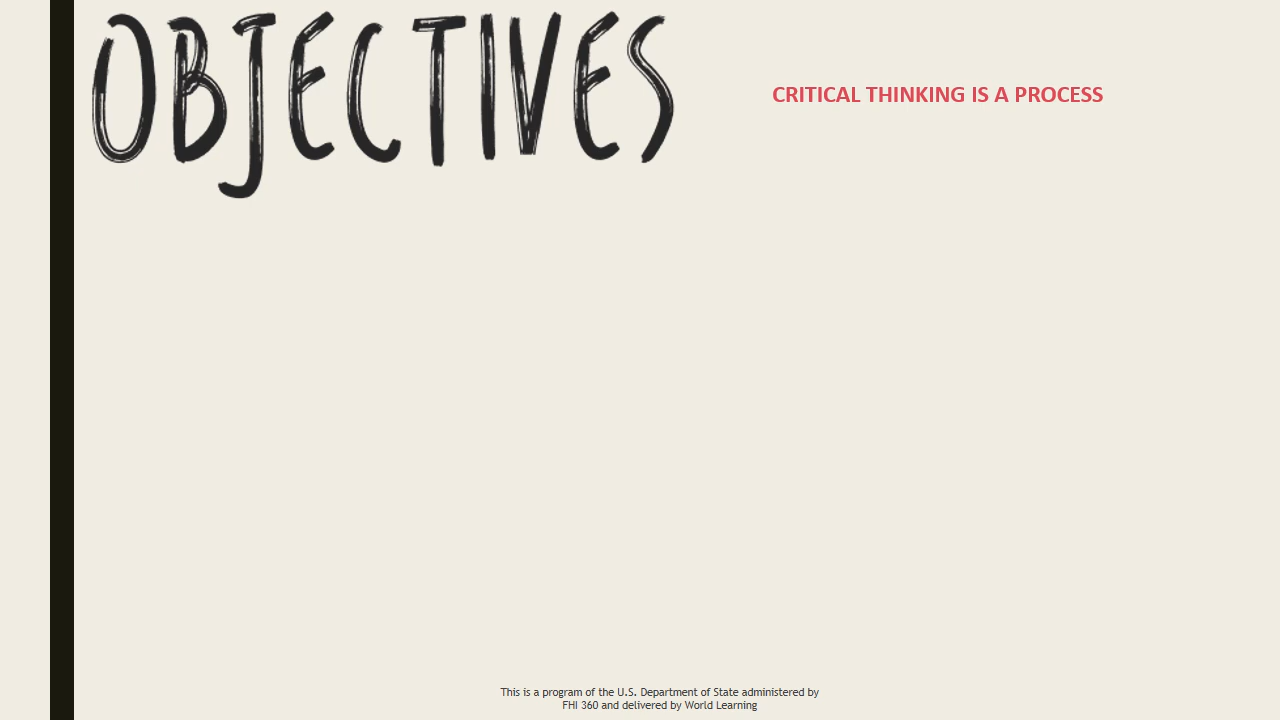 OBJECTIVES
CRITICAL THINKING IS A PROCESS
This is a program of the U.S. Department of State administered by
FHI 360 and delivered by World Learning